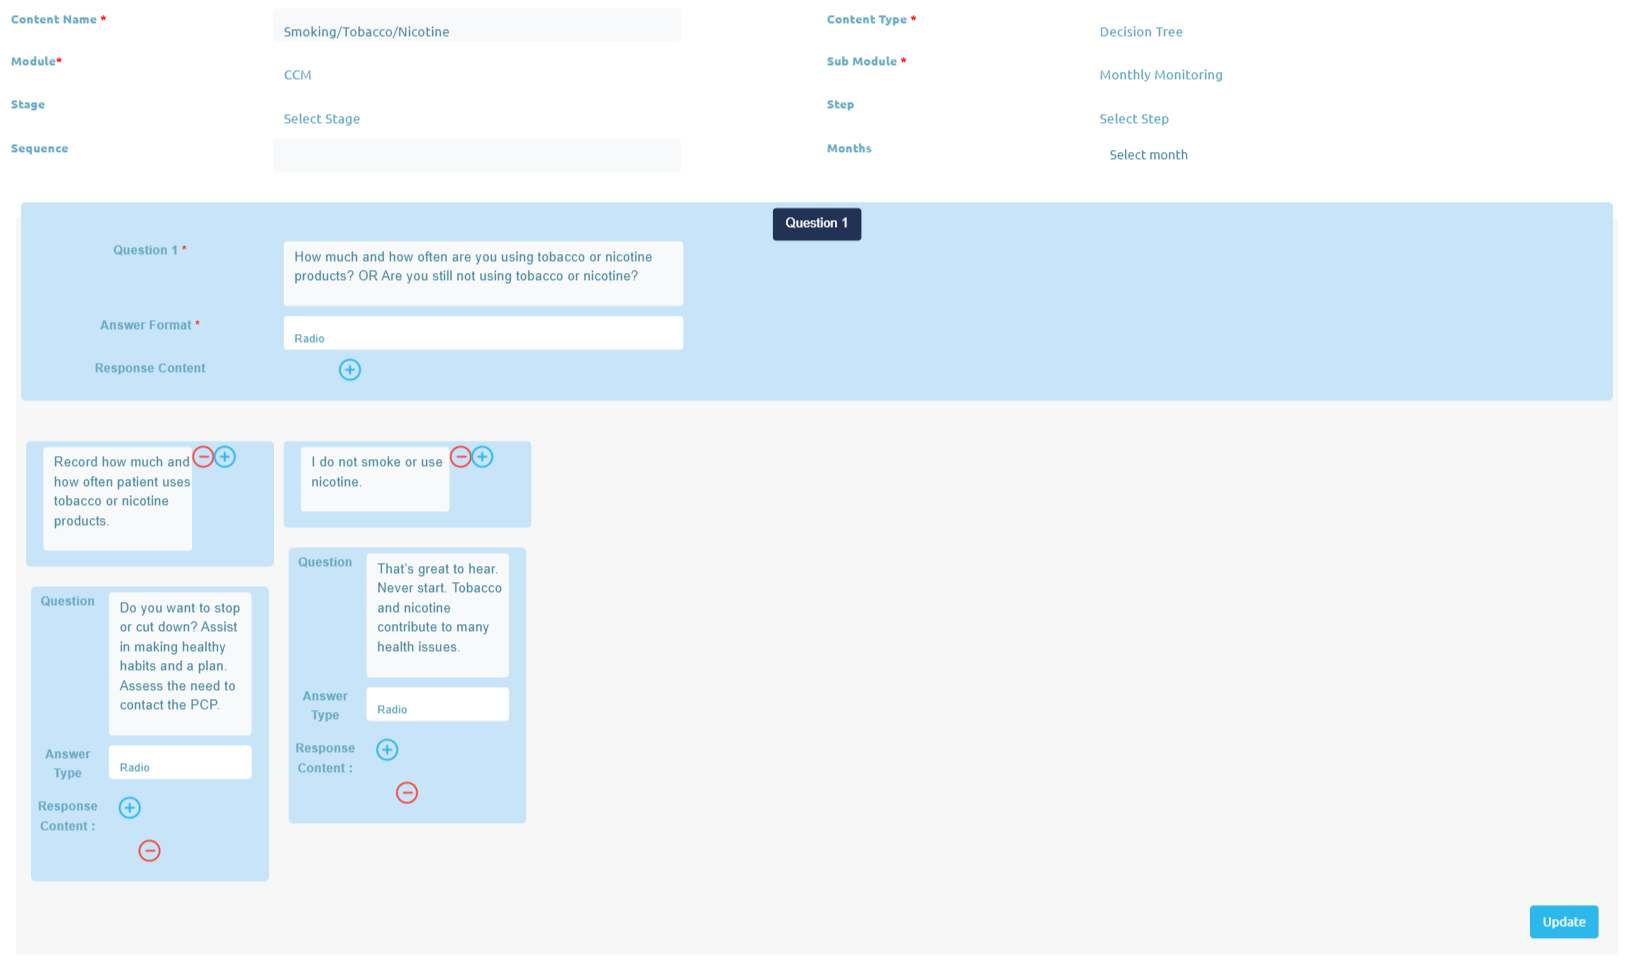 Content Name *
Smoking/Tobacco/Nicotine
Content Type *
Decision Tree
Module*
CCM
Sub Module *
Monthly Monitoring
Stage
Select Stage
Step
Select Step
Sequence
Months
Select month
Question 1
Question 1 *
How much and how often are you using tobacco or nicotine
products? OR Are you still not using tobacco or nicotine?
Answer Format *
Radio
Response Content
Record how much and
how often patient uses
tobacco or nicotine
products.
I do not smoke or use
nicotine.
Question
Do you want to stop
or cut down? Assist
in making healthy
habits and a plan.
Assess the need to
contact the PCP.
Answer
Type
Radio
Response
Content :
Question
That's great to hear.
Never start. Tobacco
and nicotine
contribute to many
health issues.
Answer
Type
Radio
Response
Content :
Update